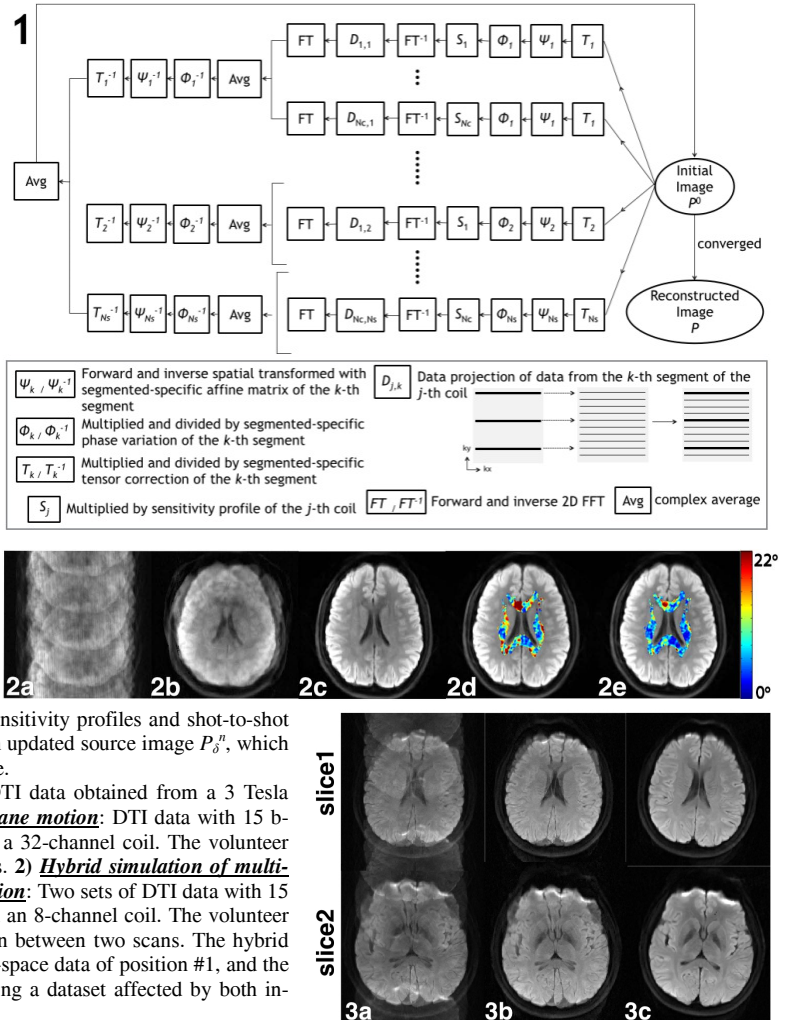 1
FT D1,1 FT-1 S1 Φ1 Ψ1 T1
T1-1 Ψ1-1 Φ1-1 Avg
FT DNc,1 FT-1 SNc Φ1 Ψ1 T1
Avg
Initial
Image
P0
T2-1 Ψ2-1 Φ2-1 Avg FT D1,2 FT-1 S1 Φ2 Ψ2 T2
converged
TNs-1 ΨNs-1 ΦNs-1 Avg FT DNc,Ns FT-1 SNc ΦNs ΨNs TNs
Reconstructed
Image
P
Ψk / Ψk-1 Forward and inverse spatial transformed with
segmented-specific affine matrix of the k-th
segment
Φk / Φk-1 Multiplied and divided by segmented-specific
phase variation of the k-th segment
Tk / Tk-1 Multiplied and divided by segmented-specific
tensor correction of the k-th segment
Dj,k Data projection of data from the k-th segment of the
j-th coil
ky
kx
Sj Multiplied by sensitivity profile of the j-th coil FT / FT-1 Forward and inverse 2D FFT Avg complex average
22º
0º
2a 2b 2c 2d 2e
nsitivity profiles and shot-to-shot
n updated source image Pδn, which
e.
DTI data obtained from a 3 Tesla
ane motion: DTI data with 15 b-
a 32-channel coil. The volunteer
s. 2) Hybrid simulation of multi-
ion: Two sets of DTI data with 15
an 8-channel coil. The volunteer
n between two scans. The hybrid
-space data of position #1, and the
ng a dataset affected by both in-
slice1
slice2
3a 3b 3c